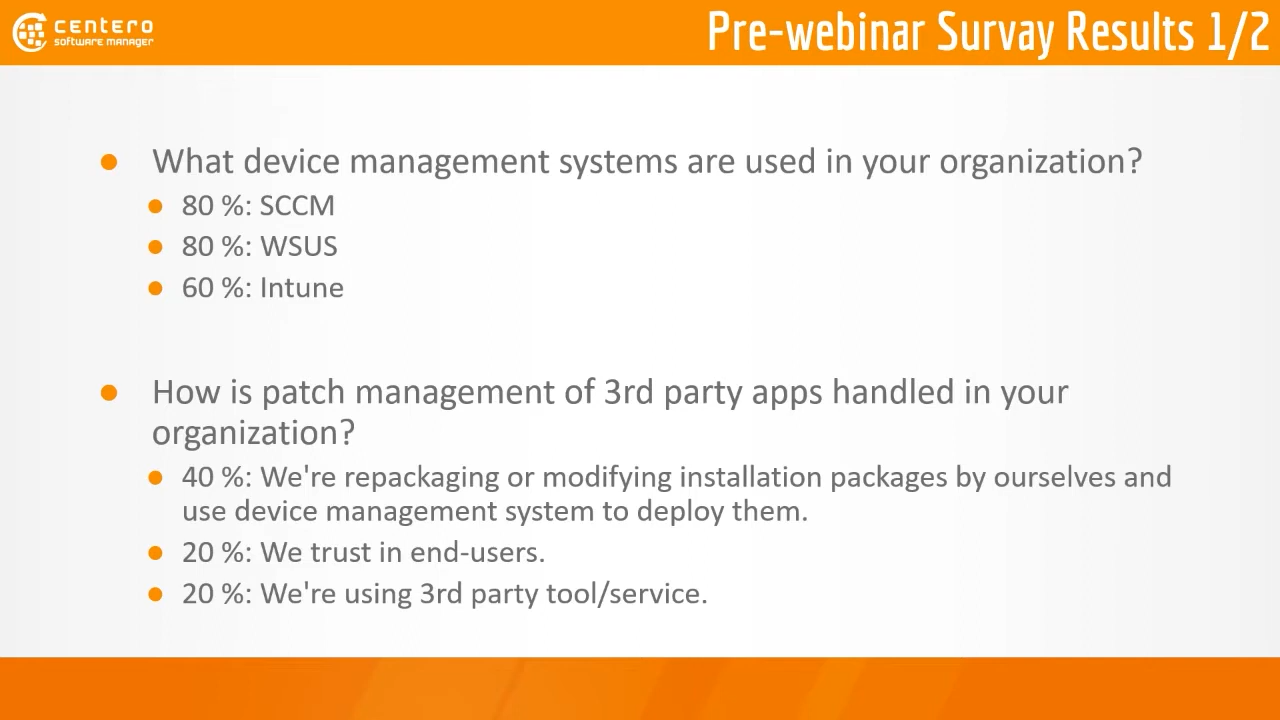 centero
software manager
Pre-webinar Survay Results 1/2
● What device management systems are used in your organization?
● 80 %: SCCM
● 80 %: WSUS
● 60 %: Intune
● How is patch management of 3rd party apps handled in your
organization?
● 40 %: We're repackaging or modifying installation packages by ourselves and
use device management system to deploy them.
● 20 %: We trust in end-users.
● 20 %: We're using 3rd party tool/service.